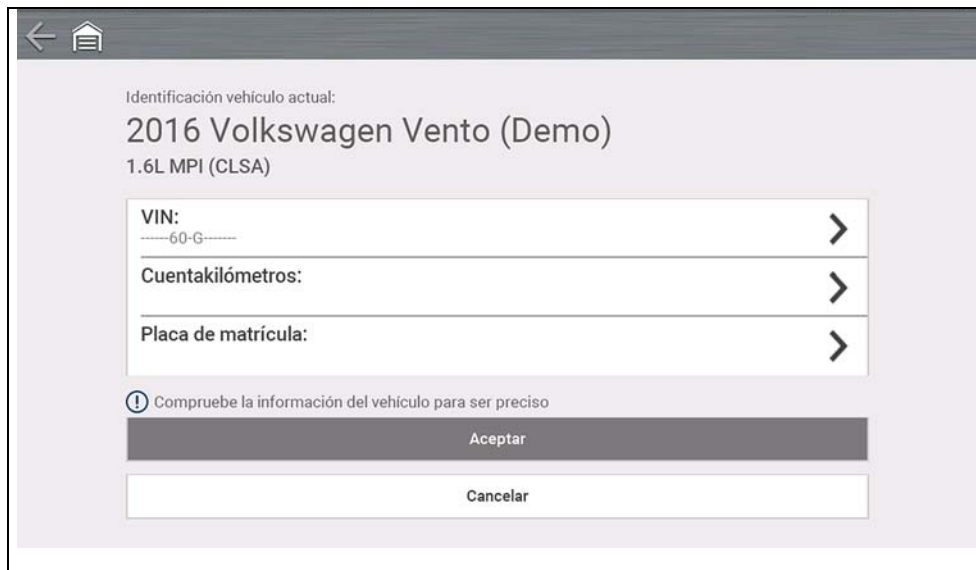 Identificación vehículo actual:
2016 Volkswagen Vento (Demo)
1.6L MPI (CLSA)
VIN:
------60-G-------
Cuentakilómetros:
Placa de matrícula:
Compruebe la información del vehículo para ser preciso
Aceptar
Cancelar